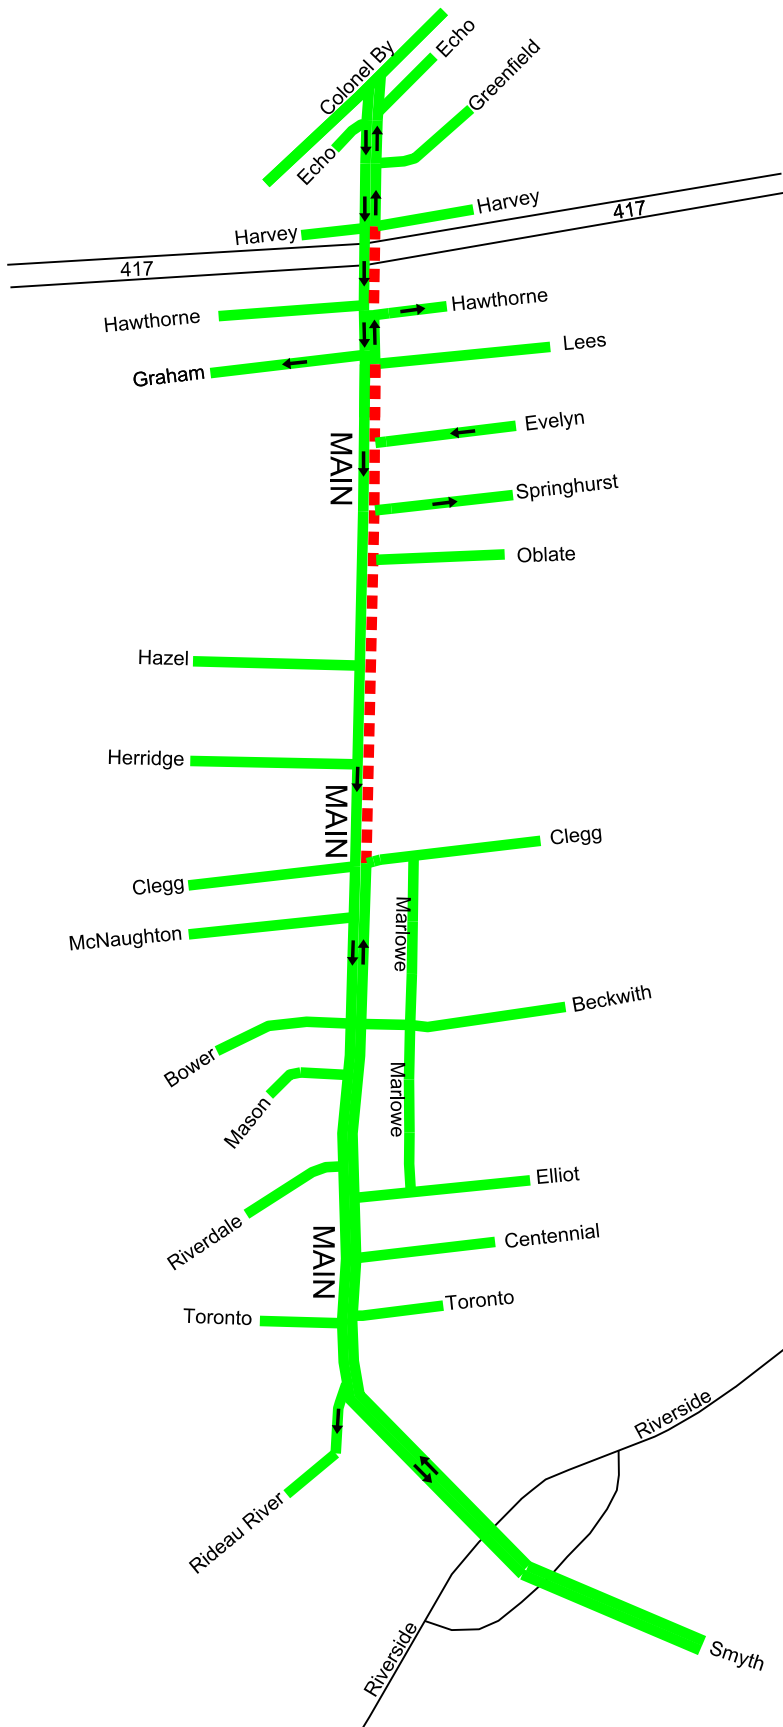 Colonel By
Echo
Greenfield
Echo
Harvey
Harvey
417
417
Hawthorne
Hawthorne
Lees
Graham
Evelyn
MAIN
Springhurst
Oblate
Hazel
Herridge
MAIN
Clegg
Clegg
Marlowe
McNaughton
Beckwith
Bower
Marlowe
Mason
Elliot
Riverdale
Centennial
MAIN
Toronto
Toronto
Riverside
Rideau River
Riverside
Smyth